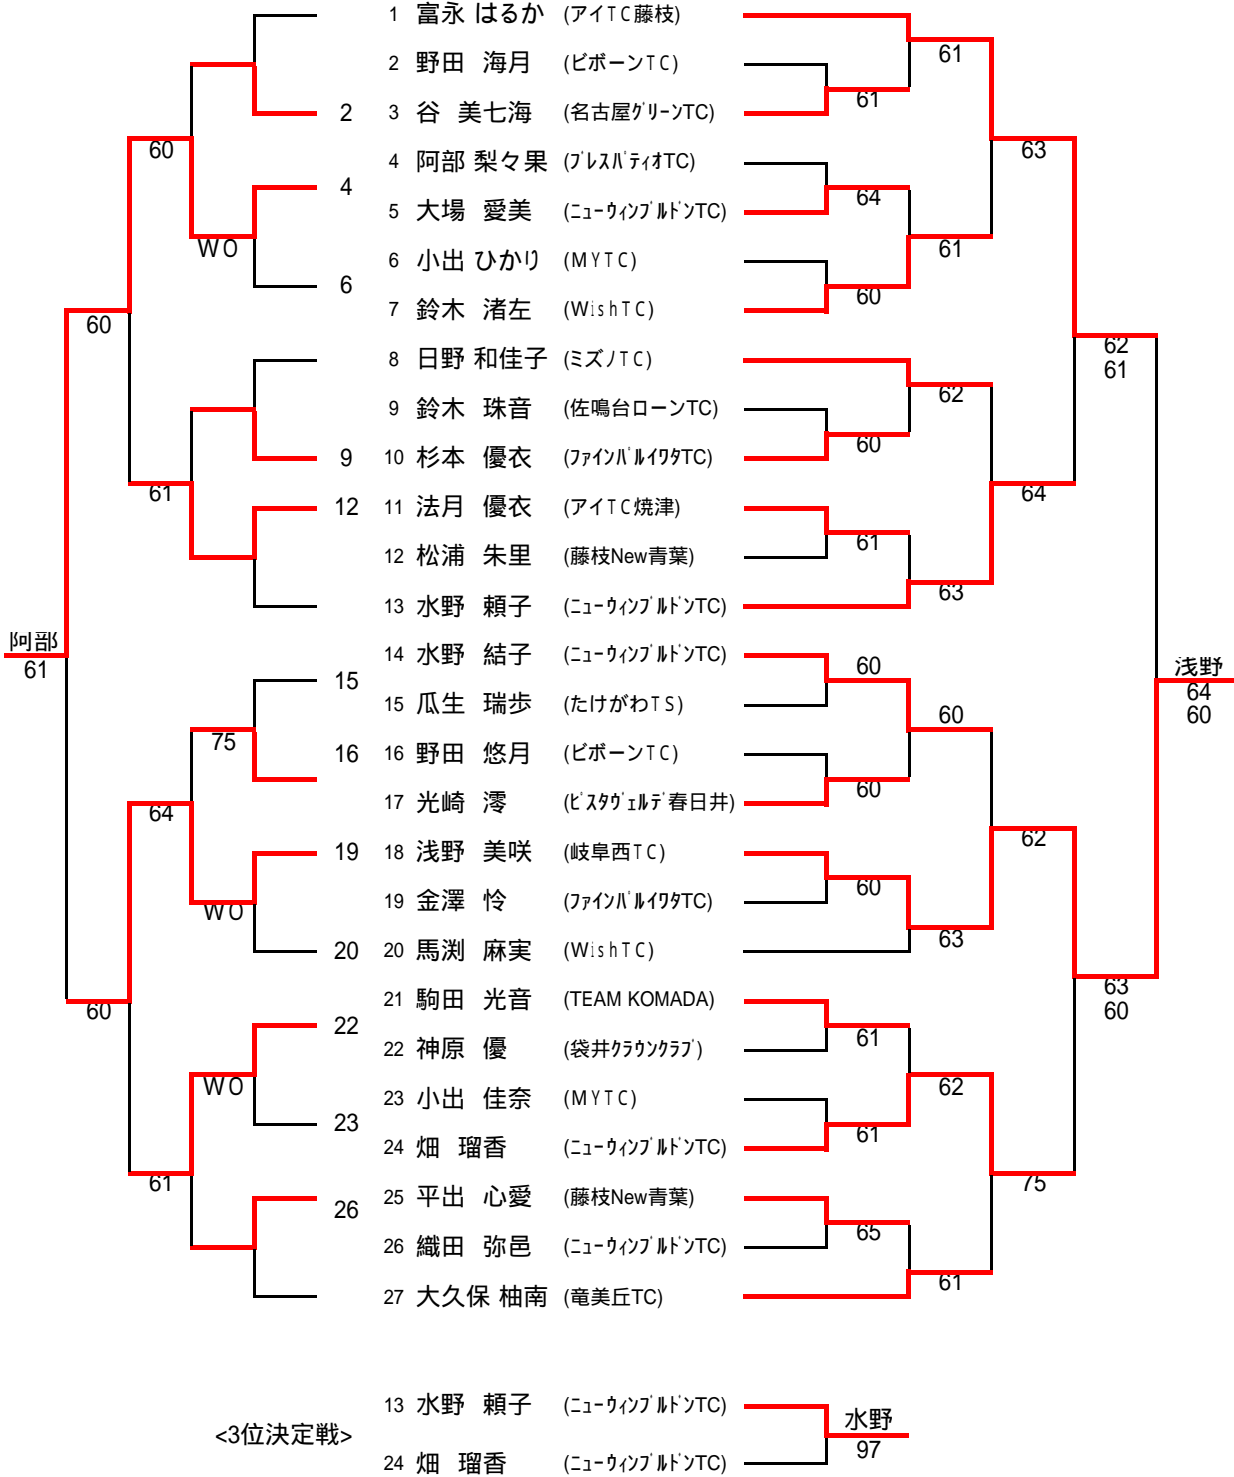 1 富永 はるか (アイTC藤枝)
61
2 野田 海月 (ビボーンTC)
61
2 3 谷 美七海 (名古屋ｸﾞﾘｰﾝTC)
60 63
4 阿部 梨々果 (ﾌﾞﾚｽﾊﾟﾃｨｵTC)
4 64
5 大場 愛美 (ﾆｭｰｳｨﾝﾌﾞﾙﾄﾞﾝTC)
WO 61
6 小出 ひかり (MYTC)
6 60
7 鈴木 渚左 (WishTC)
60 62
61
8 日野 和佳子 (ミズノTC)
62
9 鈴木 珠音 (佐鳴台ローンTC)
60
9 10 杉本 優衣 (ﾌｧｲﾝﾊﾟﾙｲﾜﾀTC)
61 64
12 11 法月 優衣 (アイTC焼津)
61
12 松浦 朱里 (藤枝New青葉)
63
13 水野 頼子 (ﾆｭｰｳｨﾝﾌﾞﾙﾄﾞﾝTC)
阿部
61
14 水野 結子 (ﾆｭｰｳｨﾝﾌﾞﾙﾄﾞﾝTC) 60
浅野
64
60
15
15 瓜生 瑞歩 (たけがわTS)
75 60
16 16 野田 悠月 (ビボーンTC)
60
17 光崎 澪 (ﾋﾞｽﾀｳﾞｪﾙﾃﾞ春日井)
64 62
19 18 浅野 美咲 (岐阜西TC)
60
19 金澤 怜 (ﾌｧｲﾝﾊﾟﾙｲﾜﾀTC)
WO 63
20 20 馬渕 麻実 (WishTC)
60 63
60
21 駒田 光音 (TEAM KOMADA)
22 61
22 神原 優 (袋井ｸﾗｳﾝｸﾗﾌﾞ)
WO 62
23 小出 佳奈 (MYTC)
23 61
24 畑 瑠香 (ﾆｭｰｳｨﾝﾌﾞﾙﾄﾞﾝTC)
61 75
25 平出 心愛 (藤枝New青葉)
26 65
26 織田 弥邑 (ﾆｭｰｳｨﾝﾌﾞﾙﾄﾞﾝTC)
61
27 大久保 柚南 (竜美丘TC)
13 水野 頼子 (ﾆｭｰｳｨﾝﾌﾞﾙﾄﾞﾝTC)
<3位決定戦> 水野
97
24 畑 瑠香 (ﾆｭｰｳｨﾝﾌﾞﾙﾄﾞﾝTC)